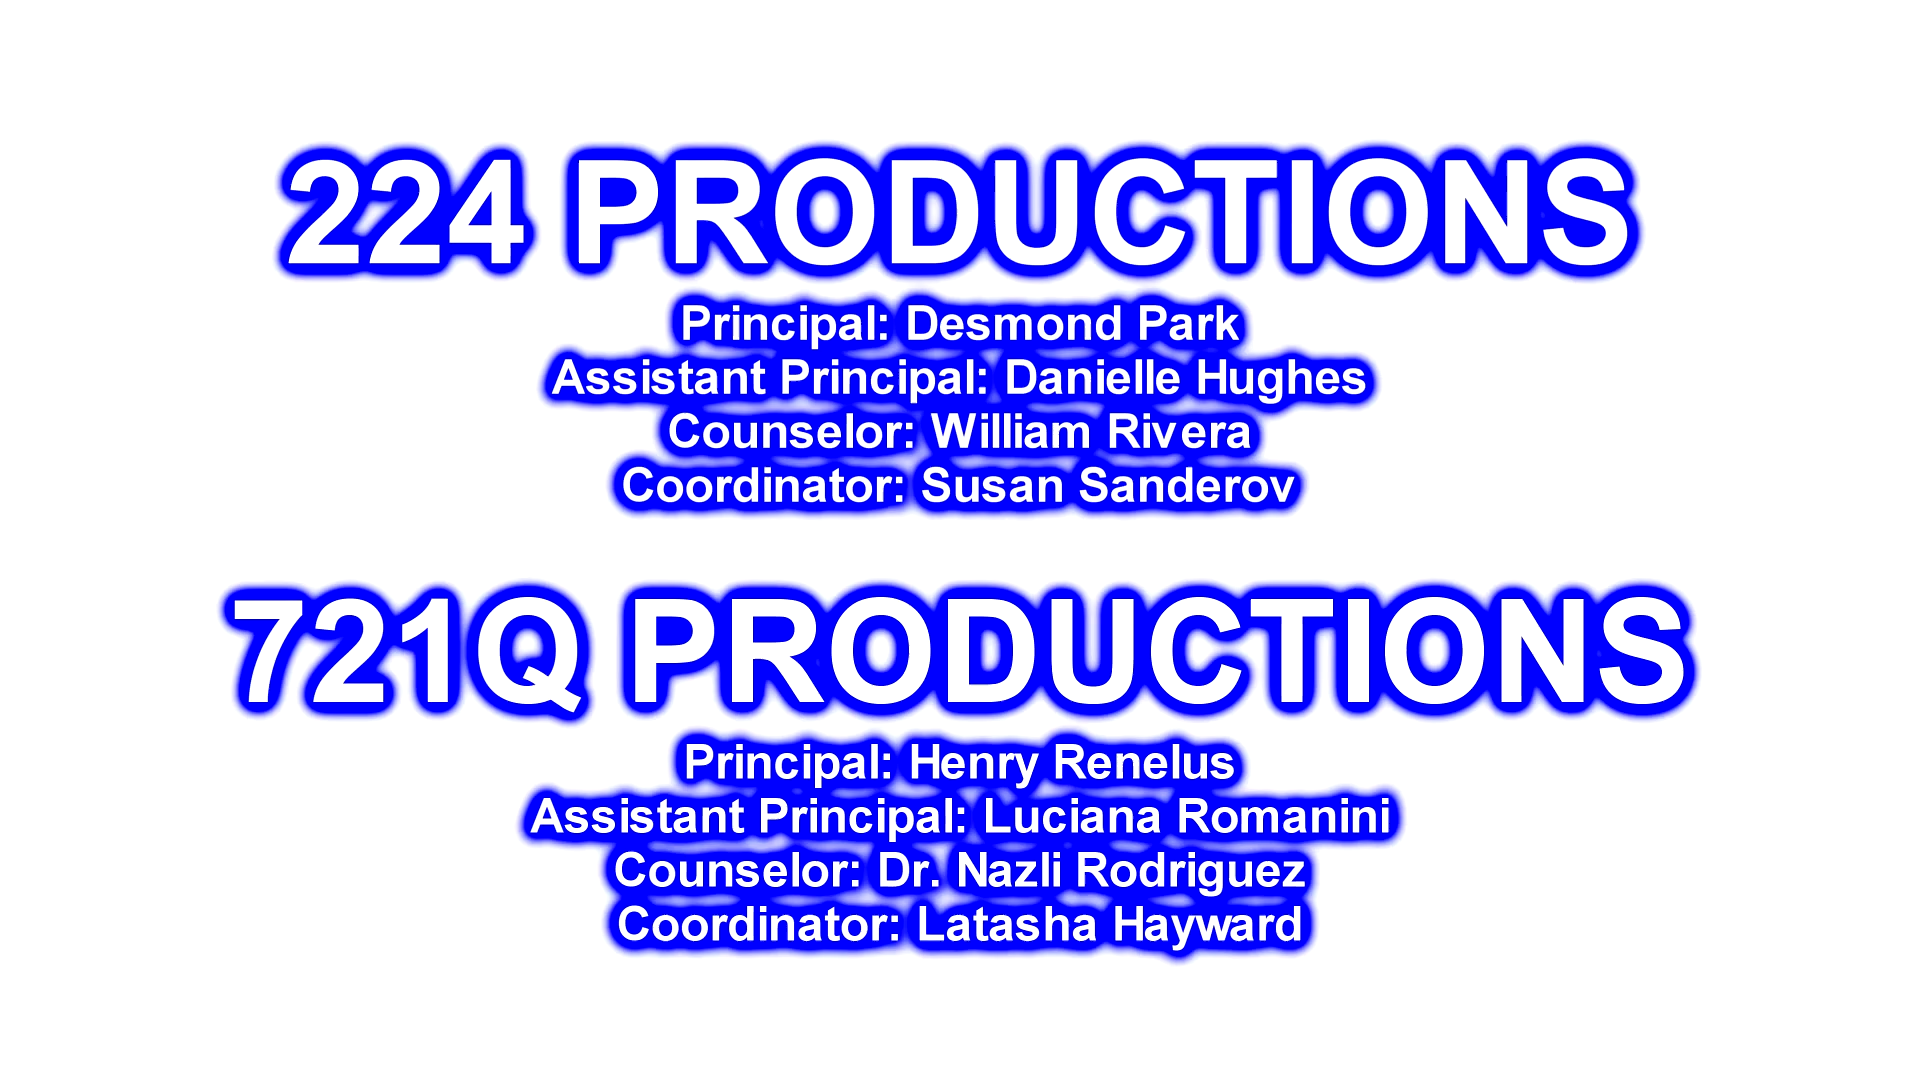 224 PRODUCTIONS
Principal: Desmond Park
Assistant Principal: Danielle Hughes
Counselor: William Rivera
Coordinator: Susan Sanderov
721Q PRODUCTIONS
Principal: Henry Renelus
Assistant Principal: Luciana Romanini
Counselor: Dr. Nazli Rodriguez
Coordinator: Latasha Hayward